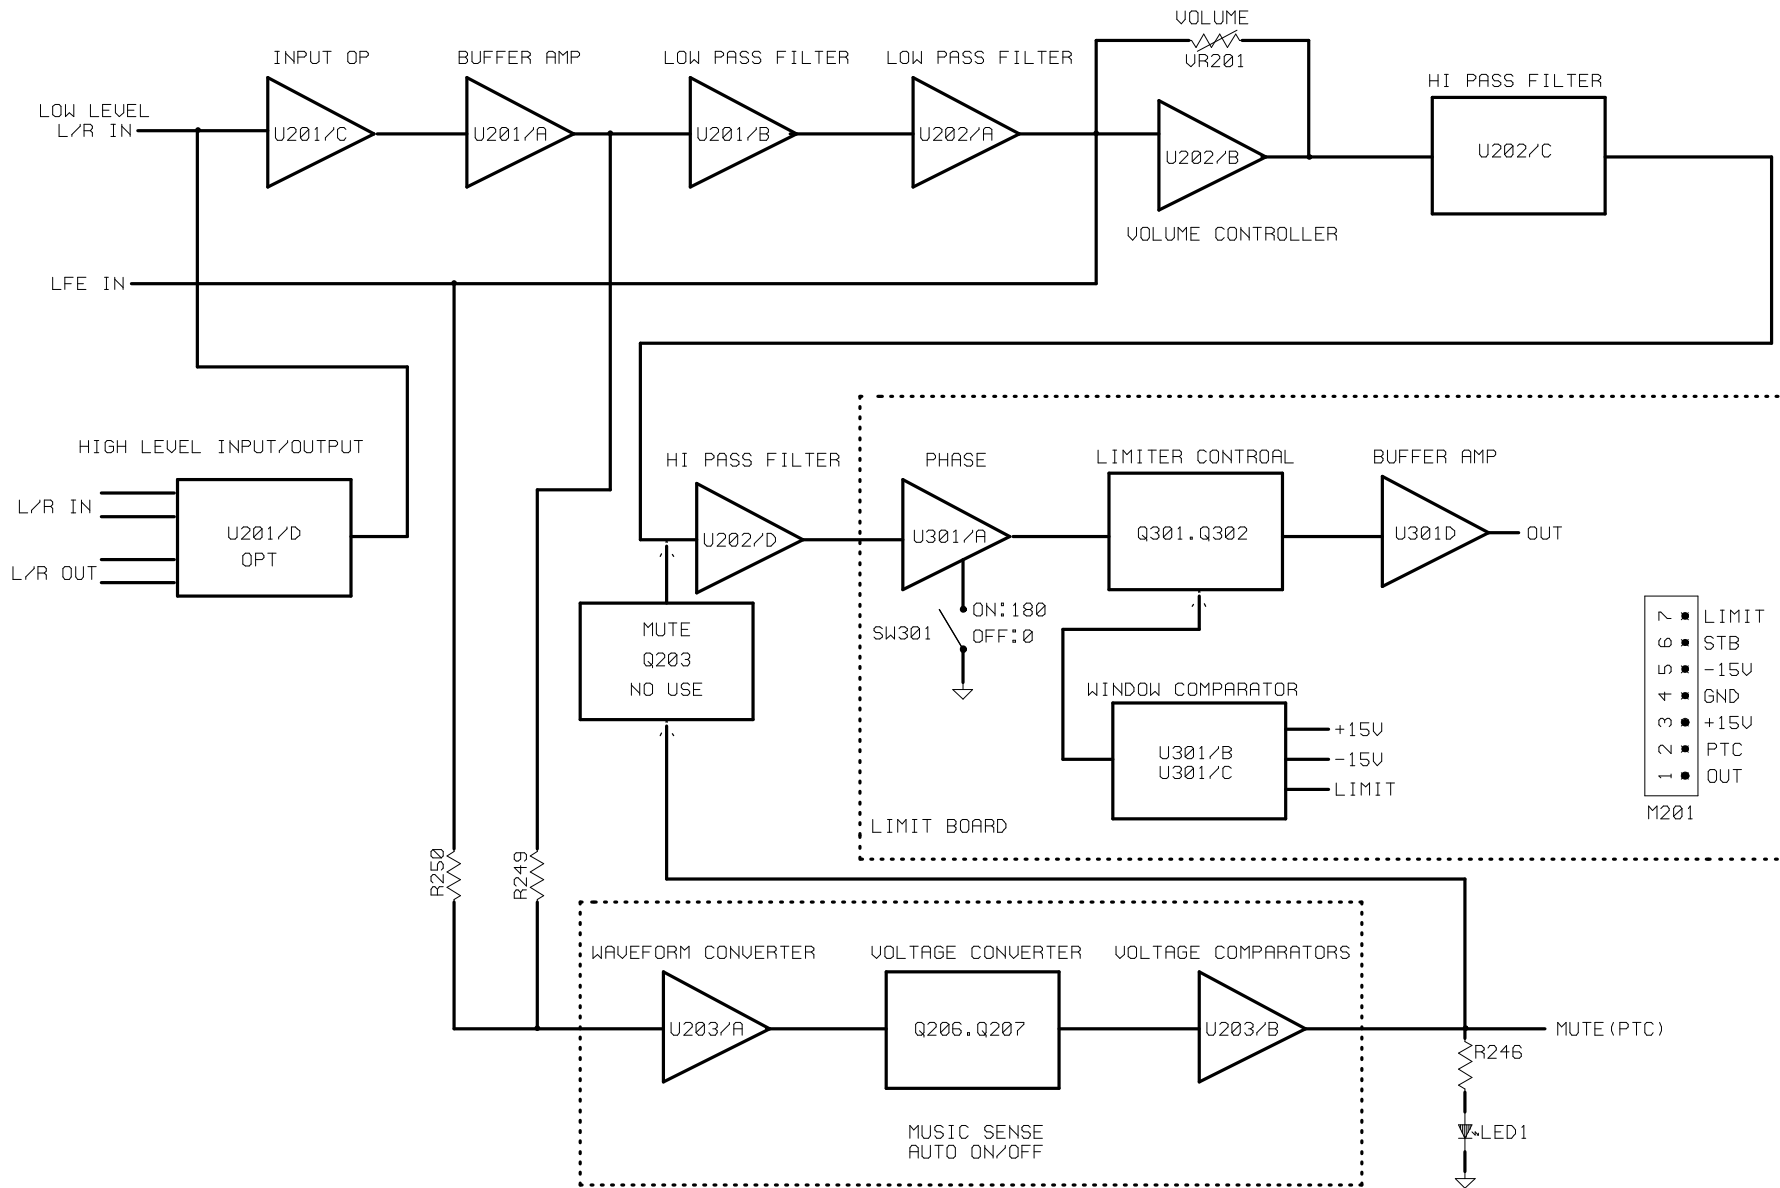 VOLUME
VR201
INPUT OP
BUFFER AMP
LOW PASS FILTER
LOW PASS FILTER
HI PASS FILTER
LOW LEVEL
L/R IN
U201/C
U201/A
U201/B
U202/A
U202/B
U202/C
VOLUME CONTROLLER
LFE IN
HIGH LEVEL INPUT/OUTPUT
L/R IN
L/R OUT
U201/D
OPT
HI PASS FILTER
PHASE
LIMITER CONTROAL
BUFFER AMP
U202/D
U301/A
Q301.Q302
U301D
OUT
MUTE
Q203
NO USE
SW301
ON:180
OFF:0
WINDOW COMPARATOR
U301/B
U301/C
+15V
-15V
LIMIT
LIMIT BOARD
7 LIMIT
6 STB
5 -15V
4 GND
3 +15V
2 PTC
1 OUT
M201
R250
R249
WAVEFORM CONVERTER
VOLTAGE CONVERTER
VOLTAGE COMPARATORS
U203/A
Q206.Q207
U203/B
MUTE(PTC)
R246
LED1
MUSIC SENSE
AUTO ON/OFF